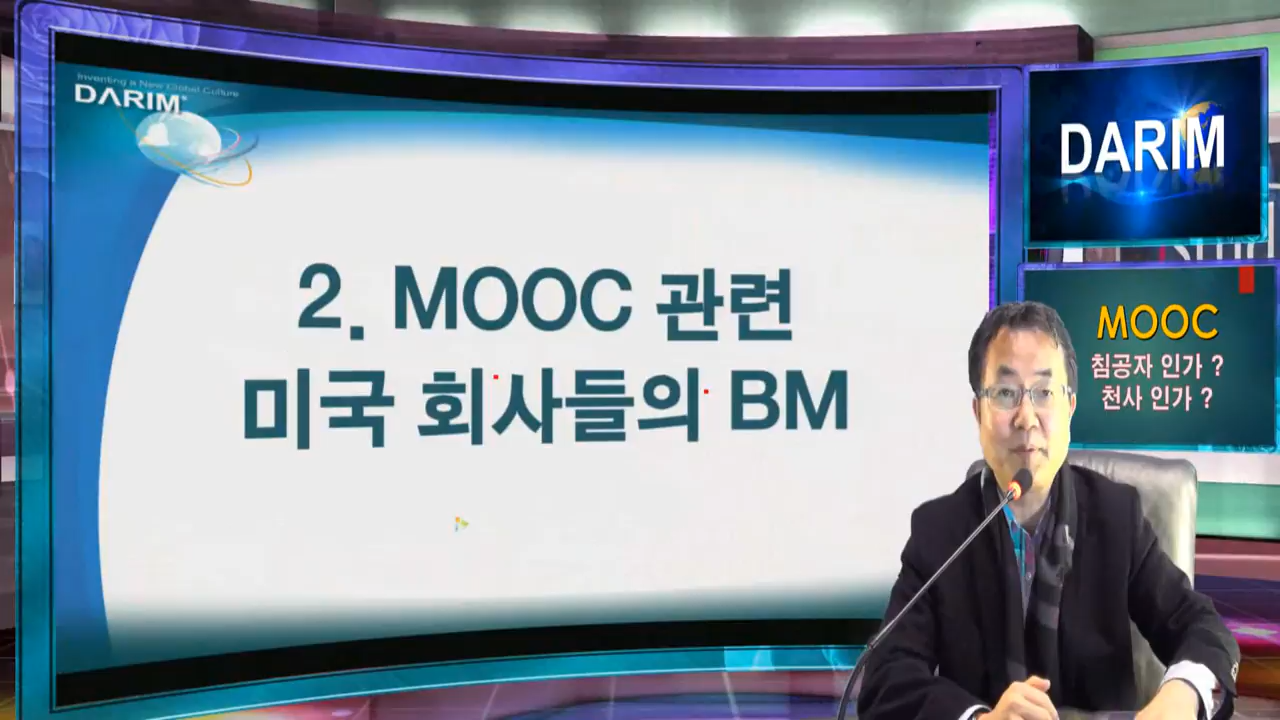 Inventing a New Global Culture
DARIM®
2. MOOC 관련
미국 회사들의 BM
DARIM
MOOC
침공자 인가 ?
천사 인가 ?